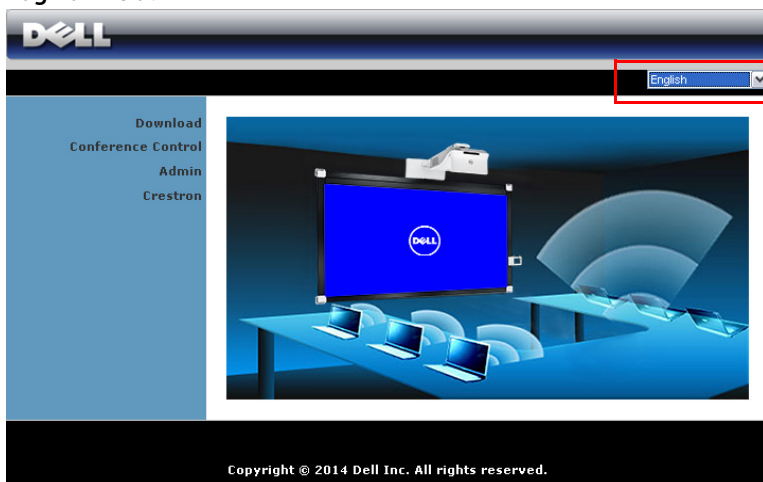 DELL
English
Download
Conference Control
Admin
Crestron
DELL
Copyright © 2014 Dell Inc. All rights reserved.